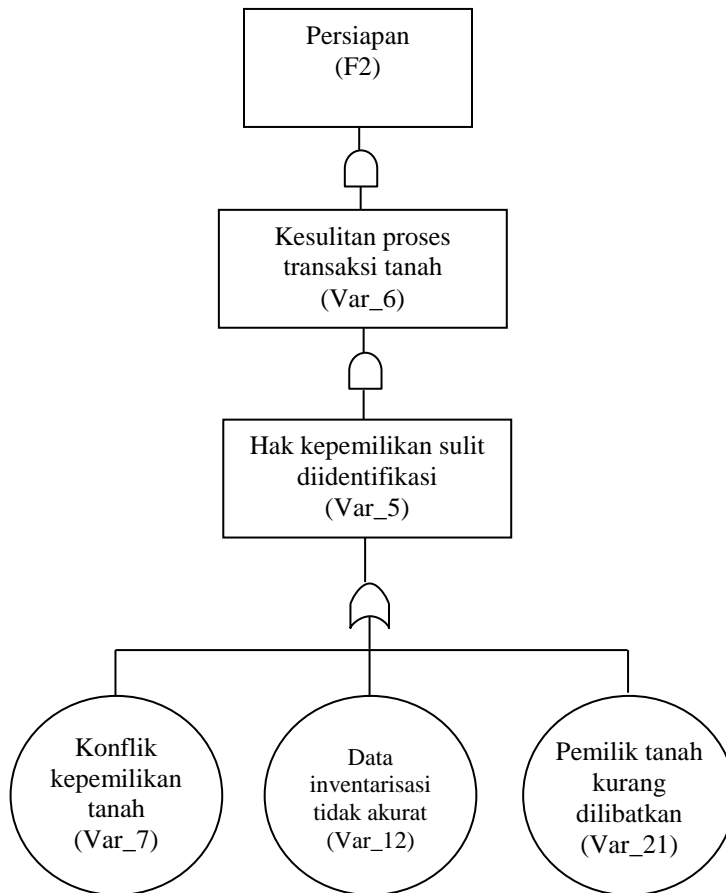 Persiapan
(F2)
Kesulitan proses
transaksi tanah
(Var_6)
Hak kepemilikan sulit
diidentifikasi
(Var_5)
Konflik
kepemilikan
tanah
(Var_7)
Data
inventarisasi
tidak akurat
(Var_12)
Pemilik tanah
kurang
dilibatkan
(Var_21)